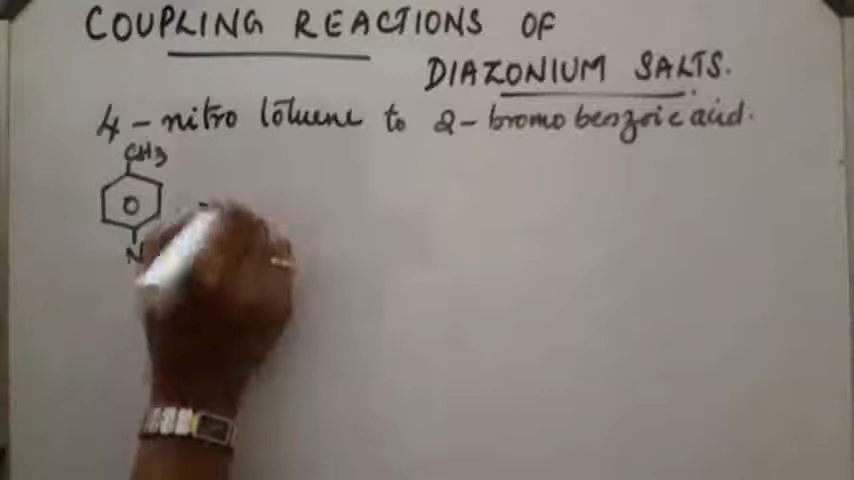 COUPLING REACTIONS OF
DIAZONIUM SALTS.
4 - nitro toluene to 2 - bromo benzoic acid.
CH3
N